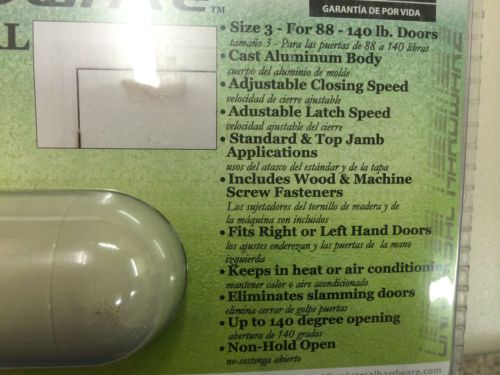 GARANTÍA DE POR VIDA
• Size 3 - For 88 - 140 lb. Doors
tamaño 3 - Para las puertas de 88 a 140 libras
• Cast Aluminum Body
cuerpo del aluminio de molde
• Adjustable Closing Speed
velocidad de cierre ajustable
• Adustable Latch Speed
velocidad ajustable del cierre
• Standard & Top Jamb
Applications
usos del atasco del estándar y de la tapa
• Includes Wood & Machine
Screw Fasteners
Los sujetadores del tornillo de madera y de
la máquina son incluidos
• Fits Right or Left Hand Doors
los ajustes enderezan y las puertas de la mano
izquierda
• Keeps in heat or air conditioning
mantener calor o aire acondicionado
• Eliminates slamming doors
elimina cerrar de golpe puertas
• Up to 140 degree opening
abertura de 140 grados
• Non-Hold Open
no-sostenga abierto
UNIVERSAL HARDWARE